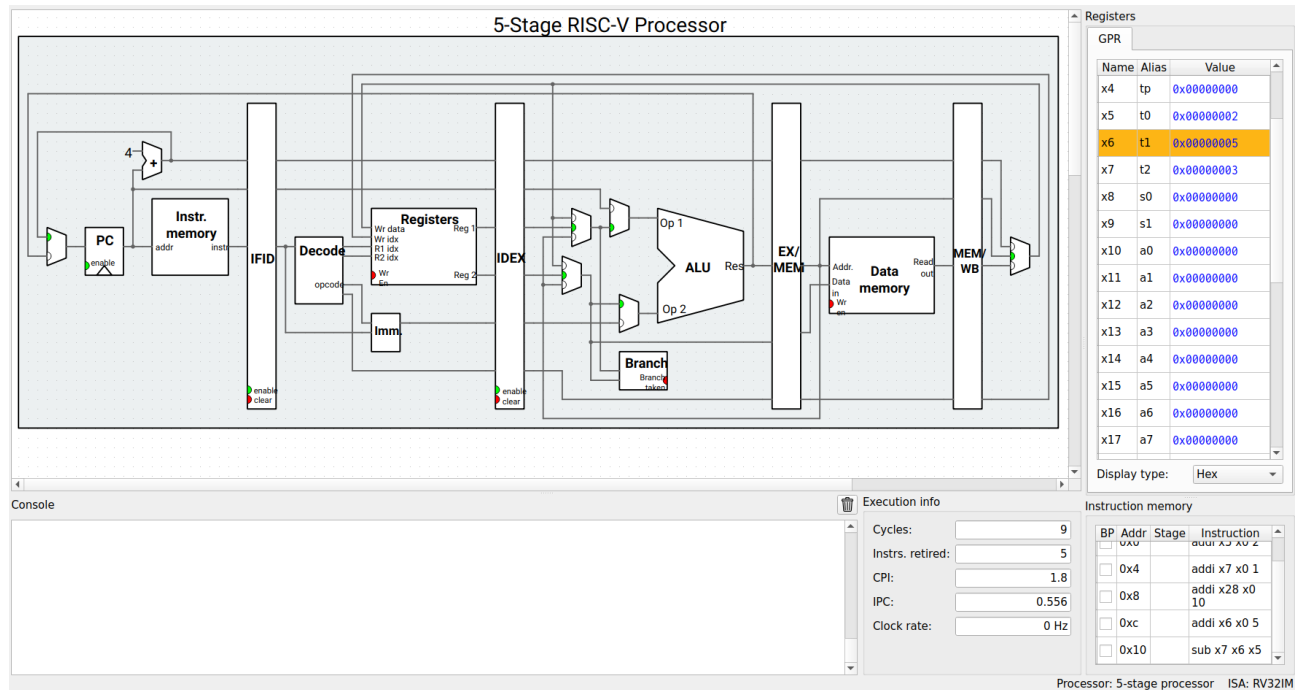 5-Stage RISC-V Processor
4
+
PC
enable
Instr.
memory
addr
instr
IFID
enable
clear
Decode
opcode
Registers
Wr data
Wr idx
R1 idx
R2 idx
Wr
En
Reg 1
Reg 2
Imm.
IDEX
enable
clear
Op 1
ALU
Res
Op 2
Branch
Branch
taken
EX/
MEM
Addr.
Data
in
Wr
en
Data
memory
Read
out
MEM/
WB
Registers
GPR
Name Alias Value
x4 tp 0x00000000
x5 t0 0x00000002
x6 t1 0x00000005
x7 t2 0x00000003
x8 s0 0x00000000
x9 s1 0x00000000
x10 a0 0x00000000
x11 a1 0x00000000
x12 a2 0x00000000
x13 a3 0x00000000
x14 a4 0x00000000
x15 a5 0x00000000
x16 a6 0x00000000
x17 a7 0x00000000
Display type: Hex
Console
Execution info
Cycles: 9
Instrs. retired: 5
CPI: 1.8
IPC: 0.556
Clock rate: 0 Hz
Instruction memory
BP Addr Stage Instruction
0x0 addi x5 x0 2
0x4 addi x7 x0 1
0x8 addi x28 x0
10
0xc addi x6 x0 5
0x10 sub x7 x6 x5
Processor: 5-stage processor ISA: RV32IM